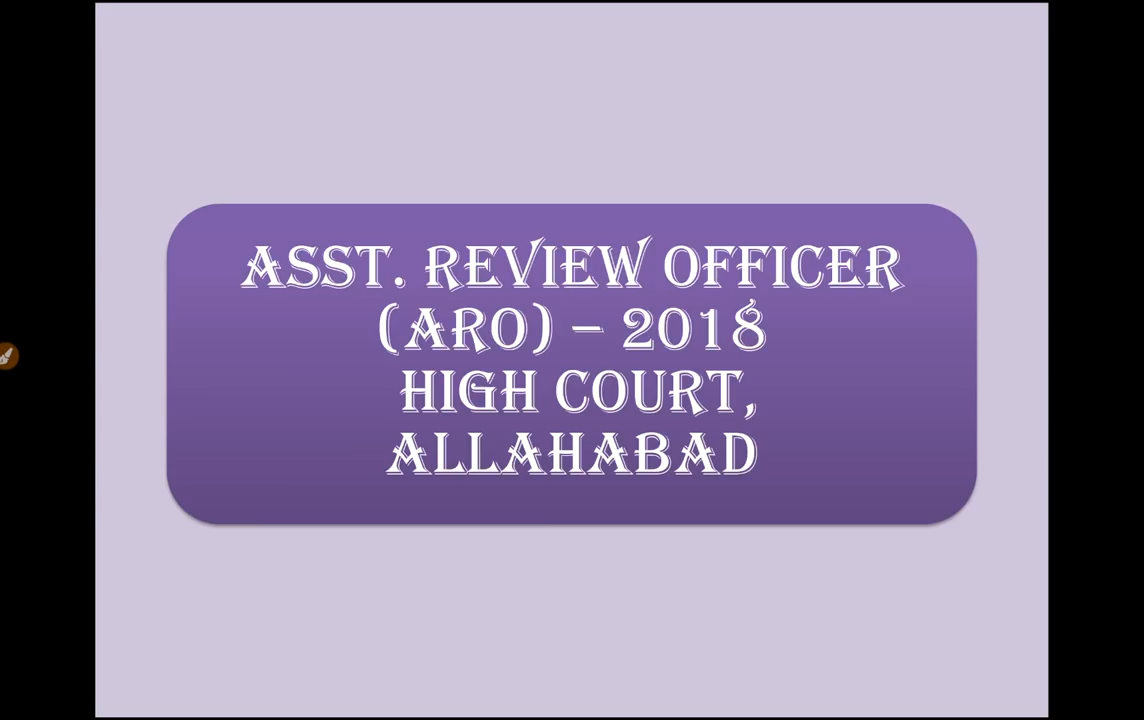 ASST. REVIEW OFFICER
(ARO) – 2018
HIGH COURT,
ALLAHABAD